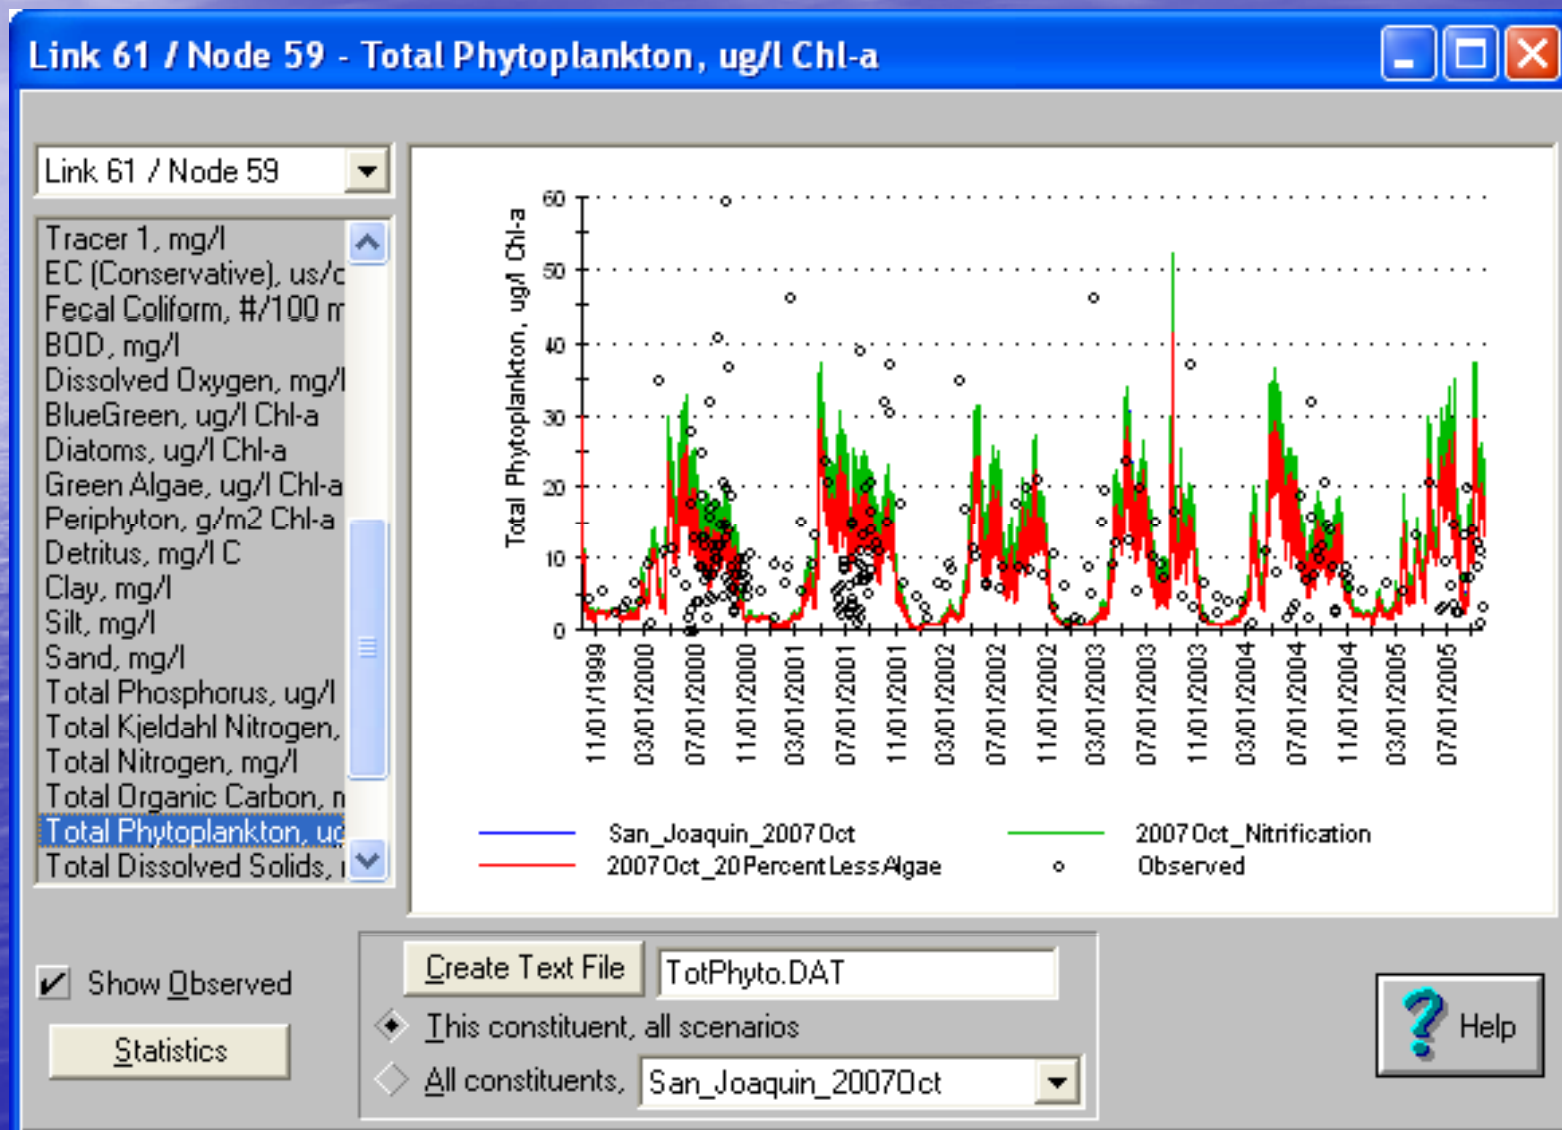 Link 61 / Node 59 - Total Phytoplankton, ug/l Chl-a
Link 61 / Node 59
Tracer 1, mg/l
EC (Conservative), us/c
Fecal Coliform, #/100 m
BOD, mg/l
Dissolved Oxygen, mg/l
BlueGreen, ug/l Chl-a
Diatoms, ug/l Chl-a
Green Algae, ug/l Chl-a
Periphyton, g/m2 Chl-a
Detritus, mg/l C
Clay, mg/l
Silt, mg/l
Sand, mg/l
Total Phosphorus, ug/l
Total Kjeldahl Nitrogen,
Total Nitrogen, mg/l
Total Organic Carbon, m
Total Phytoplankton, ug
Total Dissolved Solids,
Total Phytoplankton, ug/l Chl-a
60
50
40
30
20
10
0
11/01/1999
03/01/2000
07/01/2000
11/01/2000
03/01/2001
07/01/2001
11/01/2001
03/01/2002
07/01/2002
11/01/2002
03/01/2003
07/01/2003
11/01/2003
03/01/2004
07/01/2004
11/01/2004
03/01/2005
07/01/2005
San_Joaquin_2007Oct
2007Oct_Nitrification
2007Oct_20PercentLessAlgae
Observed
Show Observed
Statistics
Create Text File
TotPhyto.DAT
This constituent, all scenarios
All constituents,
San_Joaquin_2007Oct
Help